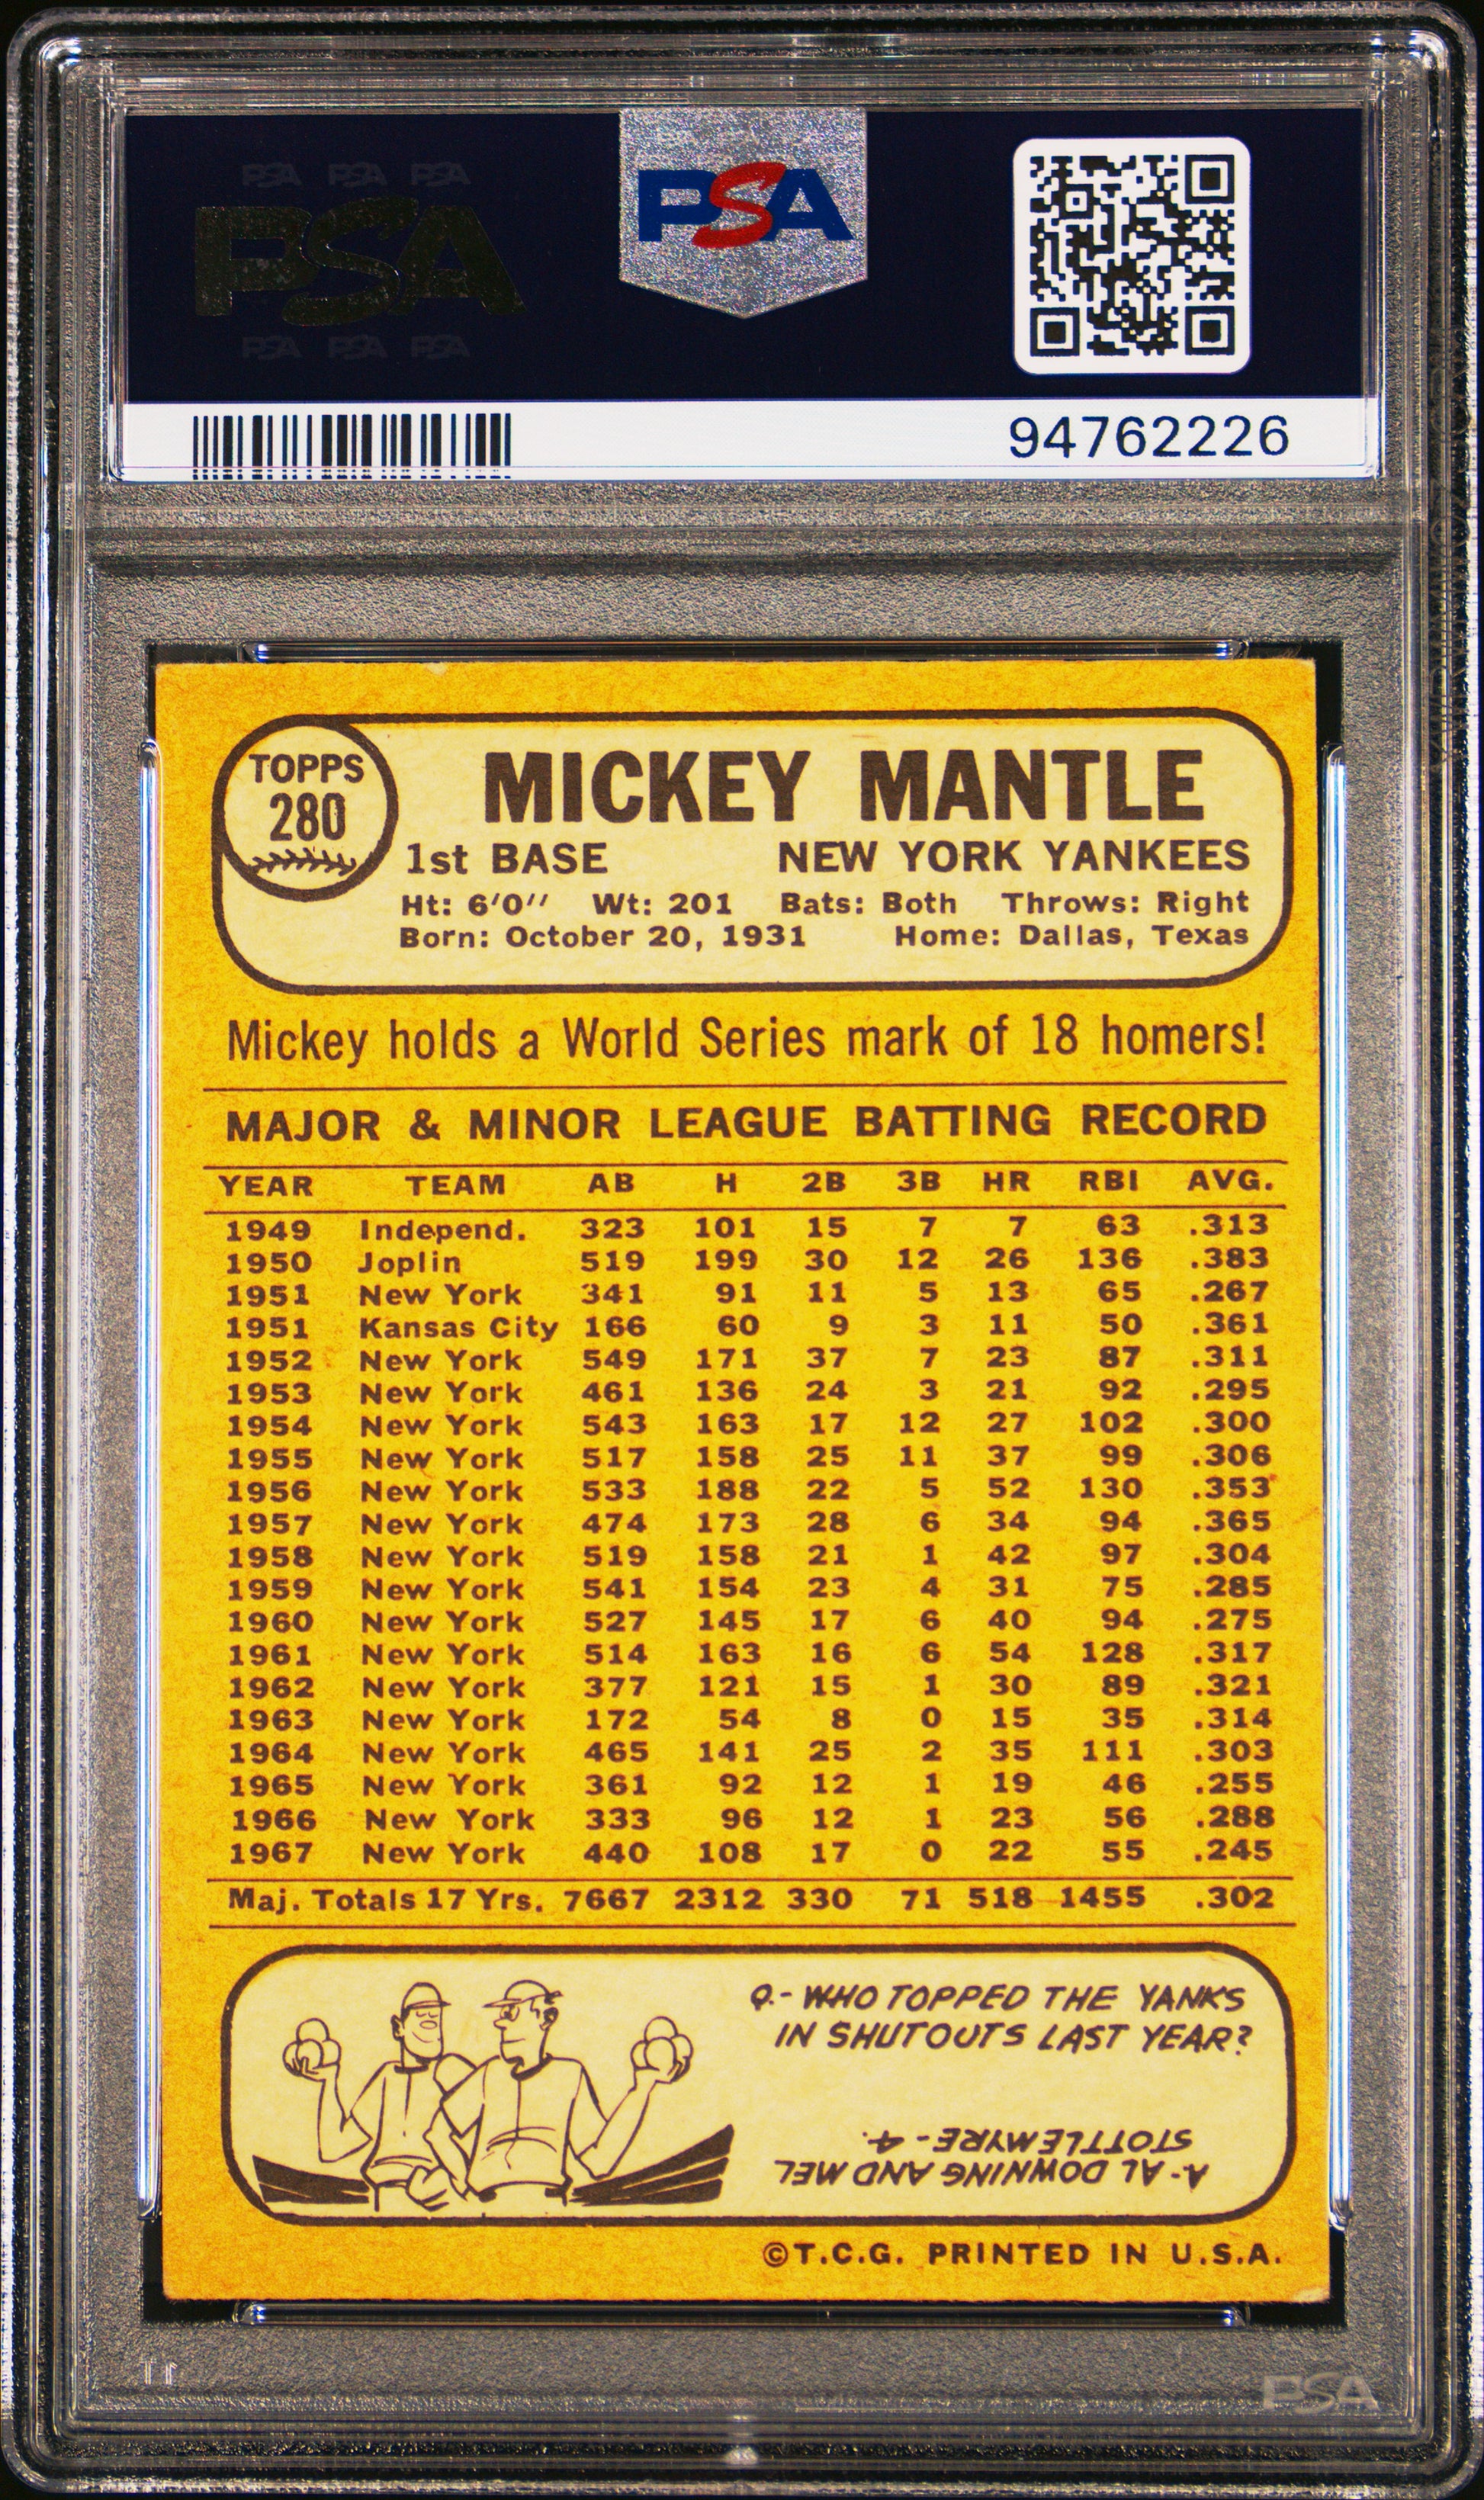 PSA PSA PSA
PSA
PSA PSA PSA
PSA
94762226
TOPPS
280
MICKEY MANTLE
1st BASE NEW YORK YANKEES
Ht: 6'0'' Wt: 201 Bats: Both Throws: Right
Born: October 20, 1931 Home: Dallas, Texas
Mickey holds a World Series mark of 18 homers!
MAJOR & MINOR LEAGUE BATTING RECORD
YEAR TEAM AB H 2B 3B HR RBI AVG.
1949 Independ. 323 101 15 7 7 63 .313
1950 Joplin 519 199 30 12 26 136 .383
1951 New York 341 91 11 5 13 65 .267
1951 Kansas City 166 60 9 3 11 50 .361
1952 New York 549 171 37 7 23 87 .311
1953 New York 461 136 24 3 21 92 .295
1954 New York 543 163 17 12 27 102 .300
1955 New York 517 158 25 11 37 99 .306
1956 New York 533 188 22 5 52 130 .353
1957 New York 474 173 28 6 34 94 .365
1958 New York 519 158 21 1 42 97 .304
1959 New York 541 154 23 4 31 75 .285
1960 New York 527 145 17 6 40 94 .275
1961 New York 514 163 16 6 54 128 .317
1962 New York 377 121 15 1 30 89 .321
1963 New York 172 54 8 0 15 35 .314
1964 New York 465 141 25 2 35 111 .303
1965 New York 361 92 12 1 19 46 .255
1966 New York 333 96 12 1 23 56 .288
1967 New York 440 108 17 0 22 55 .245
Maj. Totals 17 Yrs. 7667 2312 330 71 518 1455 .302
Q.- WHO TOPPED THE YANKS
IN SHUTOUTS LAST YEAR?
A- AL DOWNING AND MEL
STOTTLEMYRE - 4.
©T.C.G. PRINTED IN U.S.A.
PSA